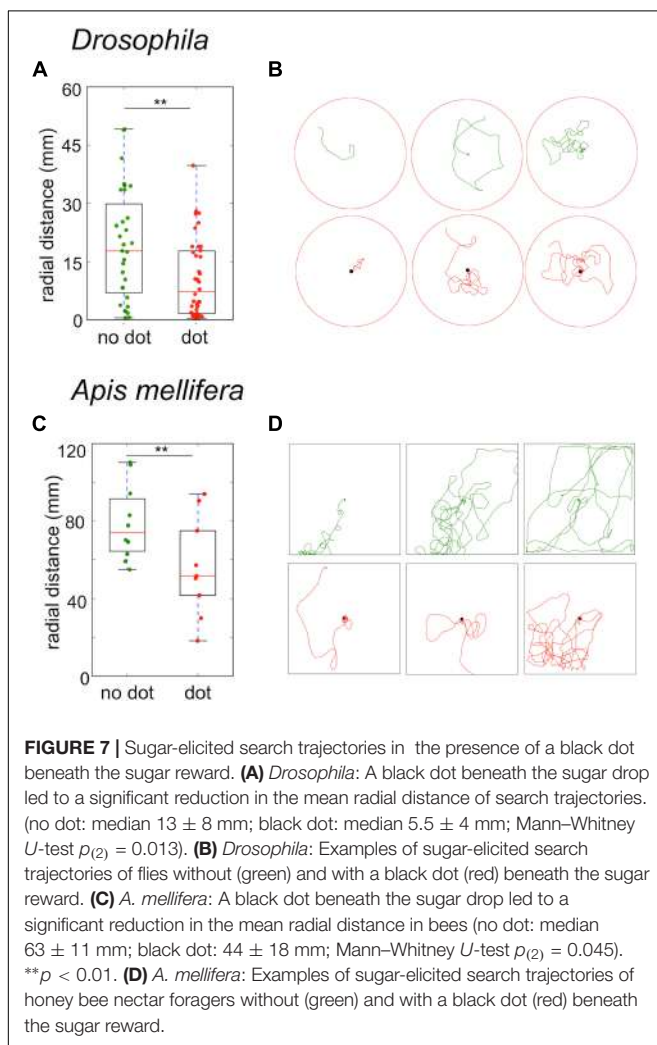 Drosophila
A
B
60
45
30
15
0
radial distance (mm)
**
no dot
dot
Apis mellifera
C
D
120
80
40
0
radial distance (mm)
**
no dot
dot
FIGURE 7 | Sugar-elicited search trajectories in the presence of a black dot
beneath the sugar reward. (A) Drosophila: A black dot beneath the sugar drop
led to a significant reduction in the mean radial distance of search trajectories.
(no dot: median 13 ± 8 mm; black dot: median 5.5 ± 4 mm; Mann–Whitney
U-test p(2) = 0.013). (B) Drosophila: Examples of sugar-elicited search
trajectories of flies without (green) and with a black dot (red) beneath the sugar
reward. (C) A. mellifera: A black dot beneath the sugar drop led to a
significant reduction in the mean radial distance in bees (no dot: median
63 ± 11 mm; black dot: 44 ± 18 mm; Mann–Whitney U-test p(2) = 0.045).
**p < 0.01. (D) A. mellifera: Examples of sugar-elicited search trajectories of
honey bee nectar foragers without (green) and with a black dot (red) beneath
the sugar reward.